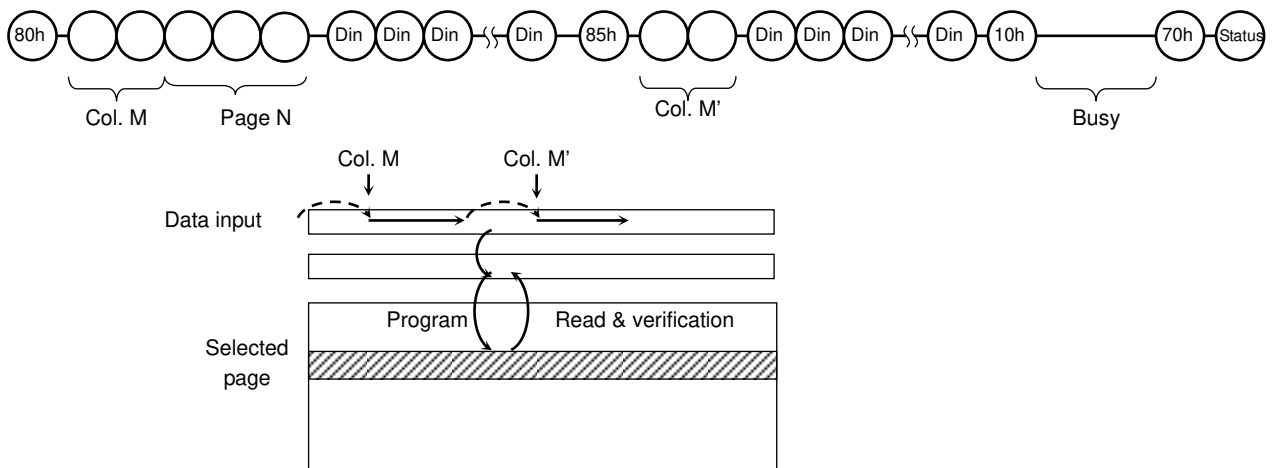 80h Din Din Din Din 85h Din Din Din Din 10h 70h Status
Col. M Page N Col. M’ Busy
Col. M Col. M’
Data input
Program Read & verification
Selected
page